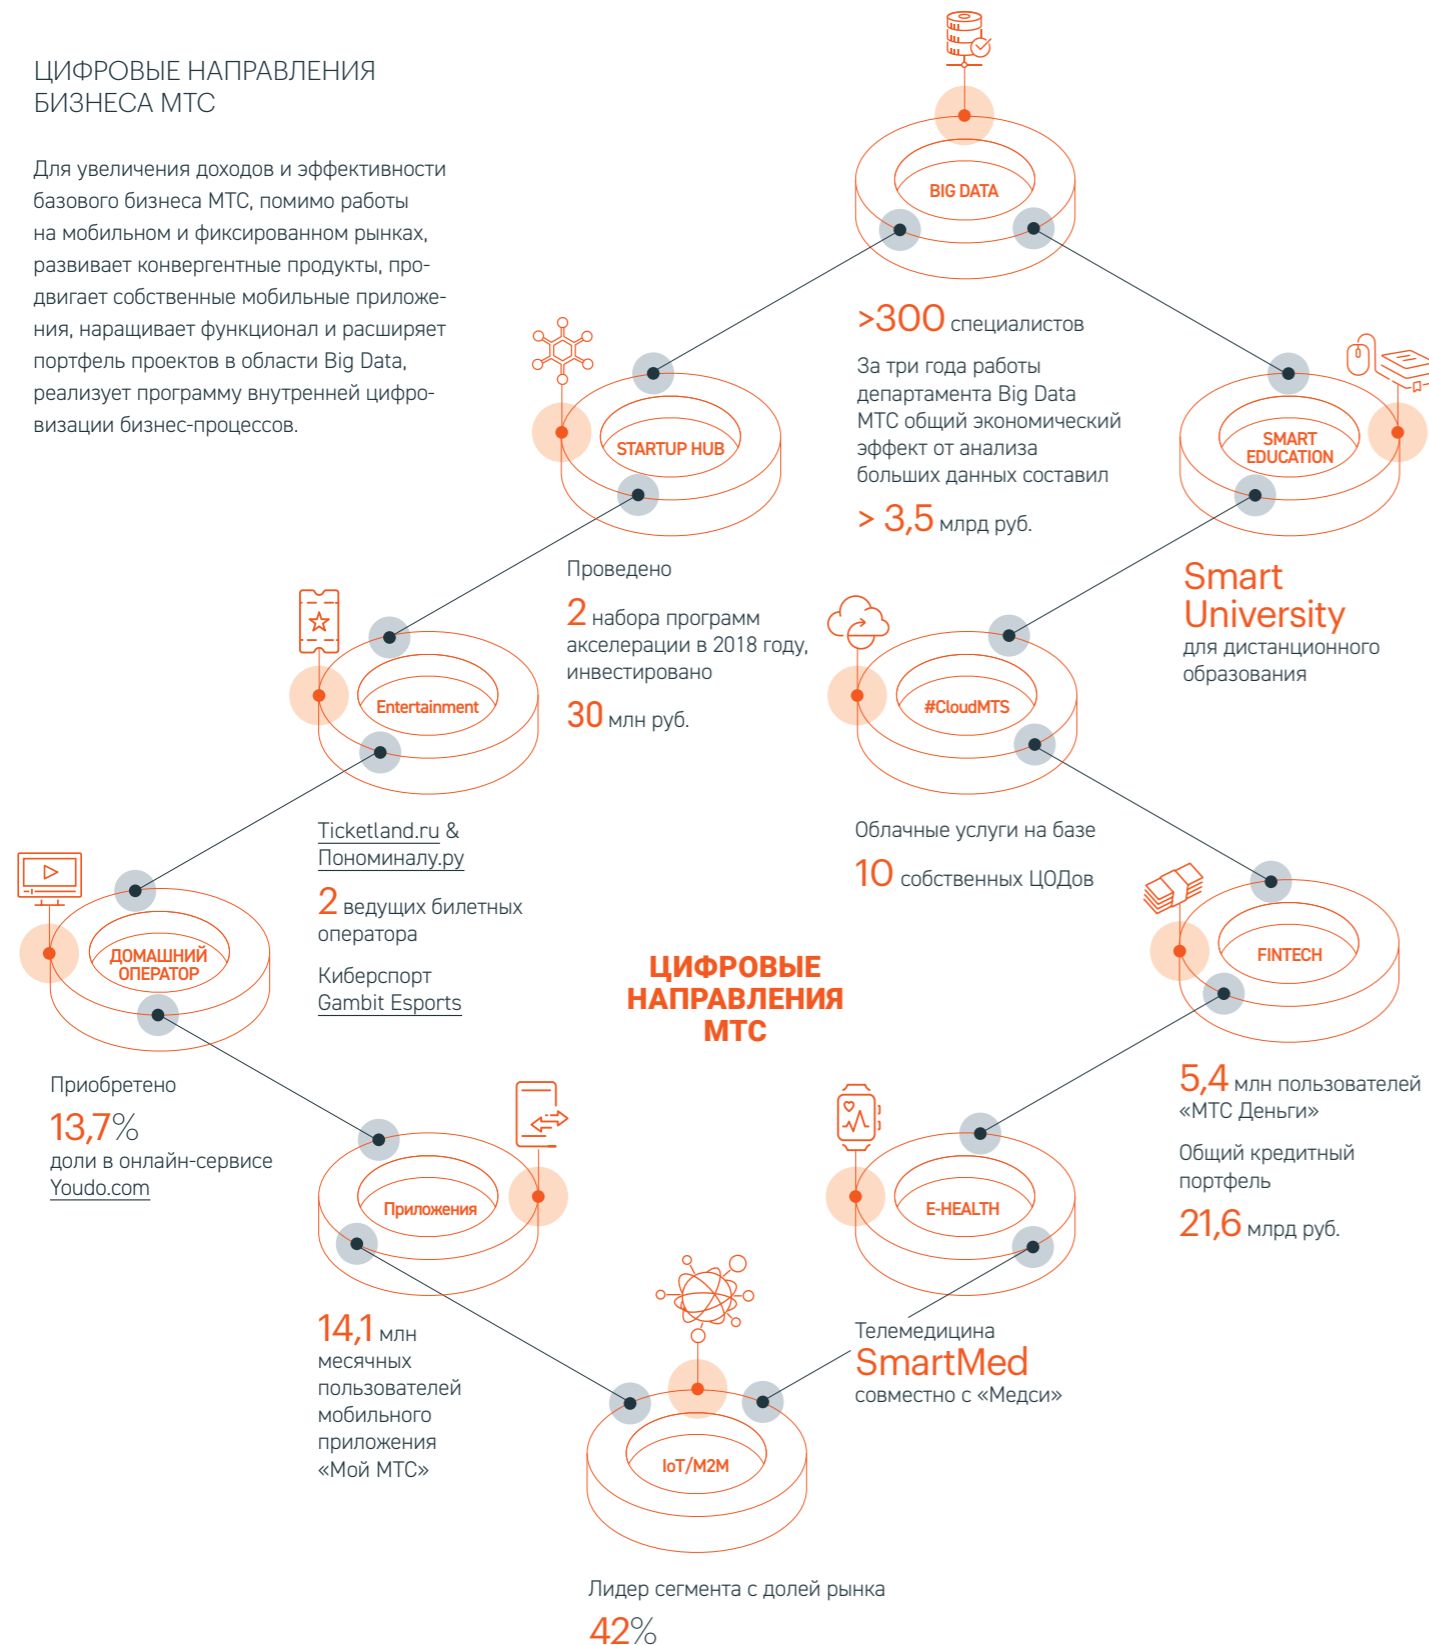 ЦИФРОВЫЕ НАПРАВЛЕНИЯ
БИЗНЕСА МТС
Для увеличения доходов и эффективности
базового бизнеса МТС, помимо работы
на мобильном и фиксированном рынках,
развивает конвергентные продукты, про-
двигает собственные мобильные приложе-
ния, наращивает функционал и расширяет
портфель проектов в области Big Data,
реализует программу внутренней цифро-
визации бизнес-процессов.
BIG DATA
>300 специалистов
За три года работы
департамента Big Data
МТС общий экономический
эффект от анализа
больших данных составил
> 3,5 млрд руб.
STARTUP HUB
Проведено
2 набора программ
акселерации в 2018 году,
инвестировано
30 млн руб.
SMART
EDUCATION
Smart
University
для дистанционного
образования
Entertainment
Ticketland.ru &
Пономиналу.ру
2 ведущих билетных
оператора
Киберспорт
Gambit Esports
#CloudMTS
Облачные услуги на базе
10 собственных ЦОДов
ДОМАШНИЙ
ОПЕРАТОР
Приобретено
13,7%
доли в онлайн-сервисе
Youdo.com
ЦИФРОВЫЕ
НАПРАВЛЕНИЯ
МТС
FINTECH
5,4 млн пользователей
«МТС Деньги»
Общий кредитный
портфель
21,6 млрд руб.
Приложения
14,1 млн
месячных
пользователей
мобильного
приложения
«Мой МТС»
E-HEALTH
Телемедицина
SmartMed
совместно с «Медси»
IoT/M2M
Лидер сегмента с долей рынка
42%